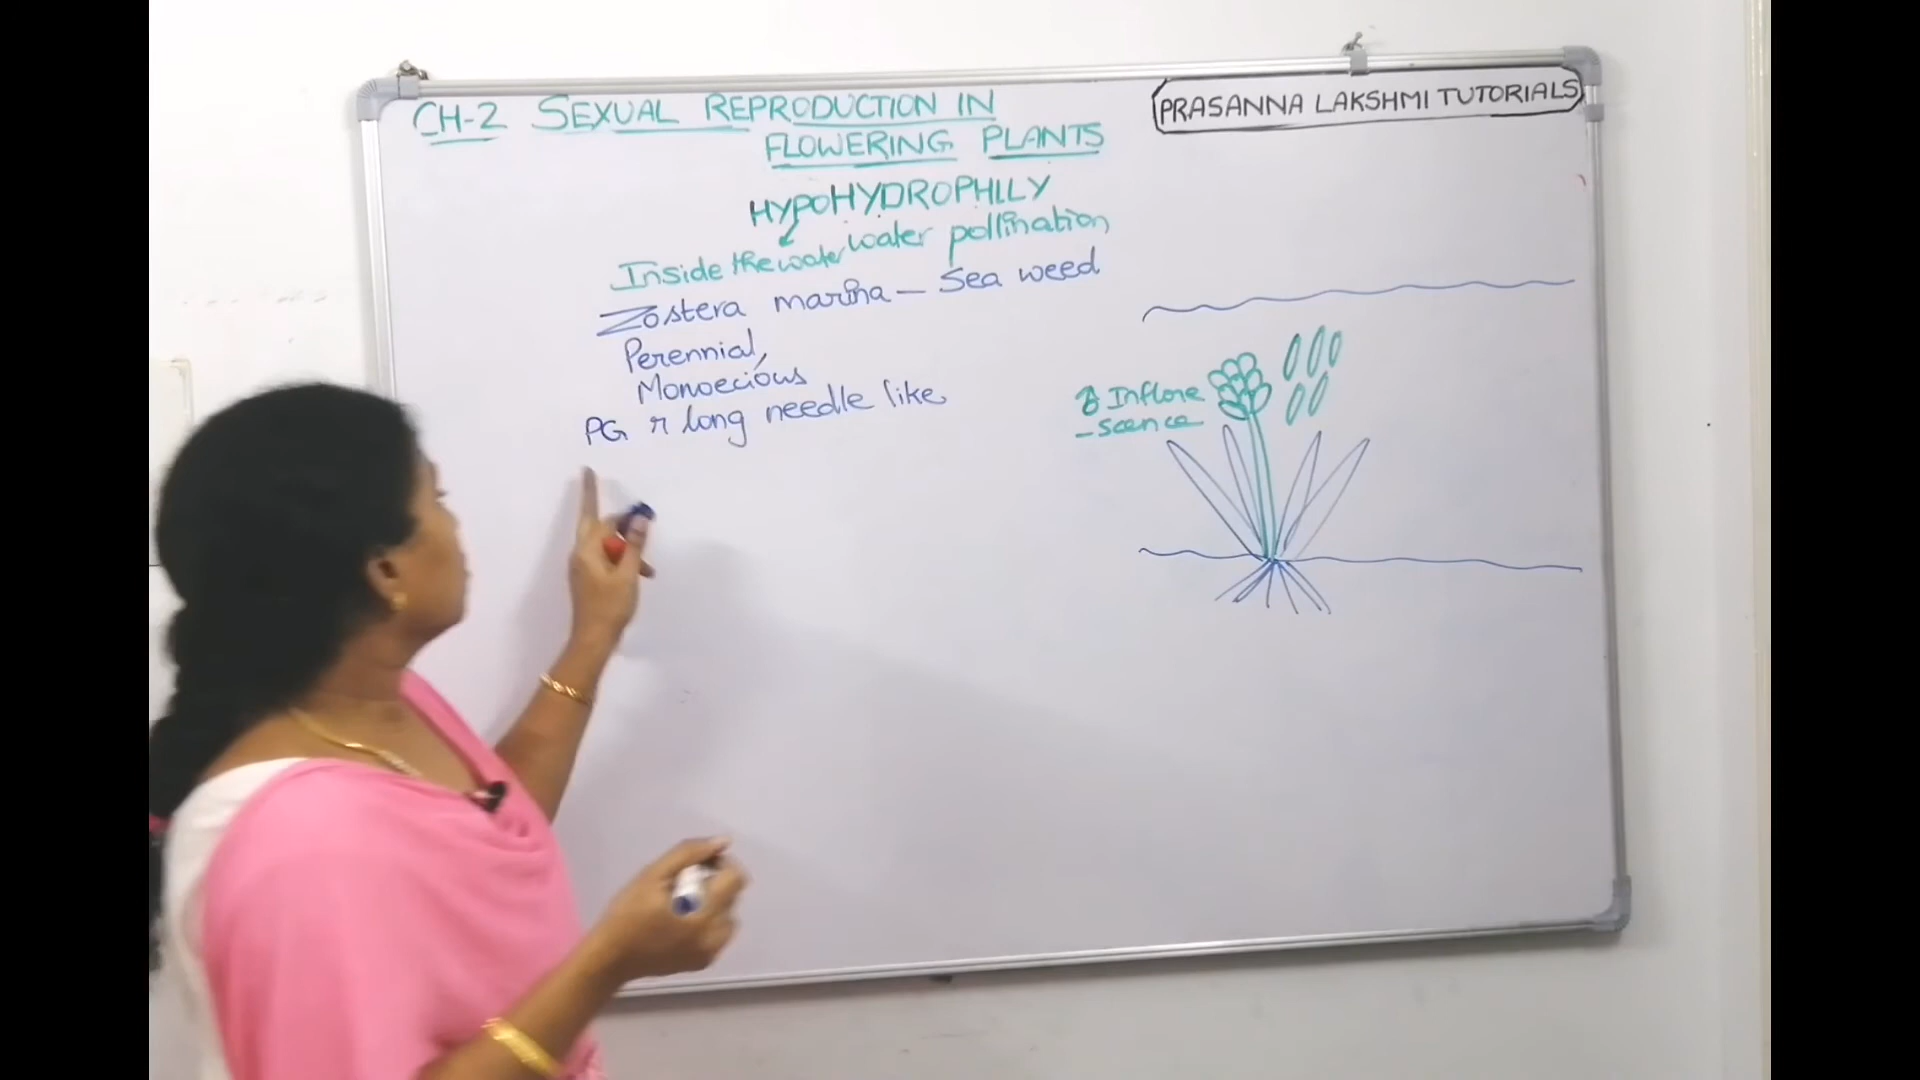 CH-2 SEXUAL REPRODUCTION IN
FLOWERING PLANTS
PRASANNA LAKSHMI TUTORIALS
HYPOHYDROPHILY
Inside the water water pollination
Zostera marina - Sea weed
Perennial,
Monoecious
PG r long needle like
Inflore
-scence